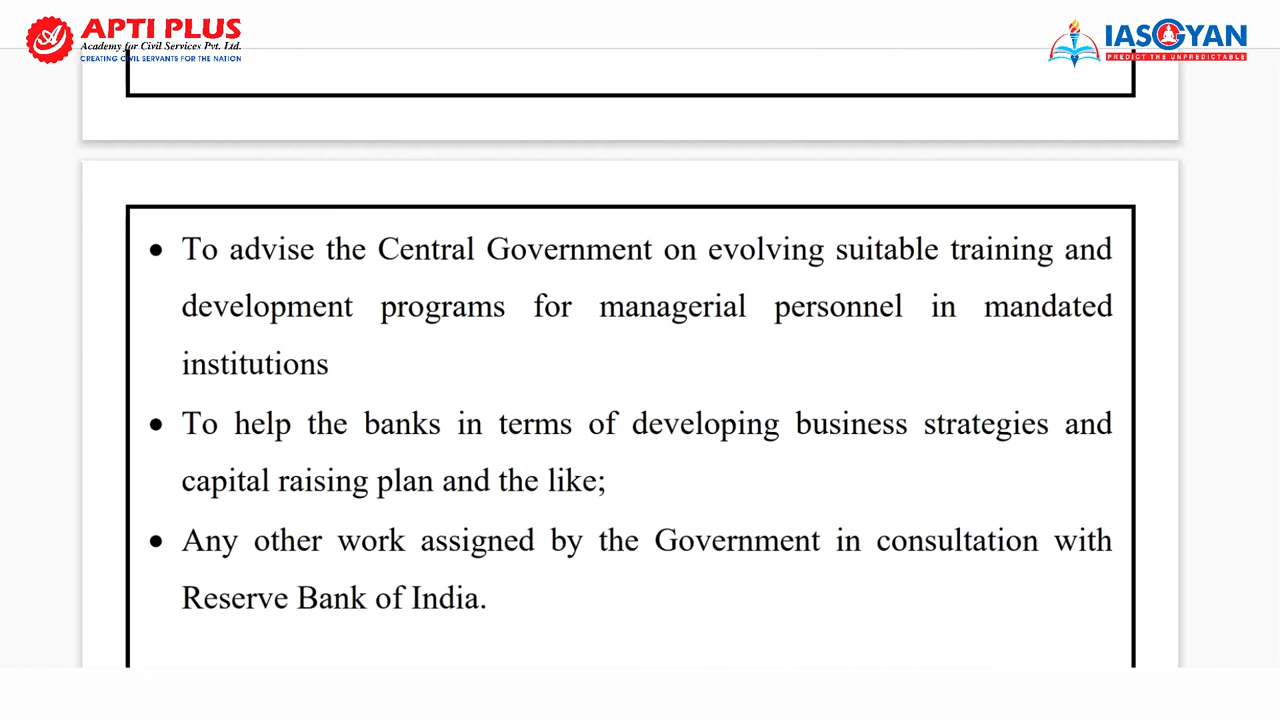 APTI PLUS
Academy for Civil Services Pvt. Ltd.
CREATING CIVIL SERVANTS FOR THE NATION
IASGYAN
PREDICT THE UNPREDICTABLE
• To advise the Central Government on evolving suitable training and
development programs for managerial personnel in mandated
institutions
• To help the banks in terms of developing business strategies and
capital raising plan and the like;
• Any other work assigned by the Government in consultation with
Reserve Bank of India.